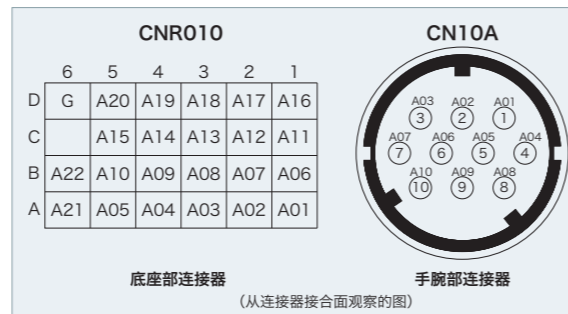 CNR010
CN10A
6 5 4 3 2 1
D G A20 A19 A18 A17 A16
C A15 A14 A13 A12 A11
B A22 A10 A09 A08 A07 A06
A A21 A05 A04 A03 A02 A01
A03 A02 A01
3 2 1
A07 A06 A05 A04
7 6 5 4
A10 A09 A08
10 9 8
底座部连接器
手腕部连接器
(从连接器接合面观察的图)